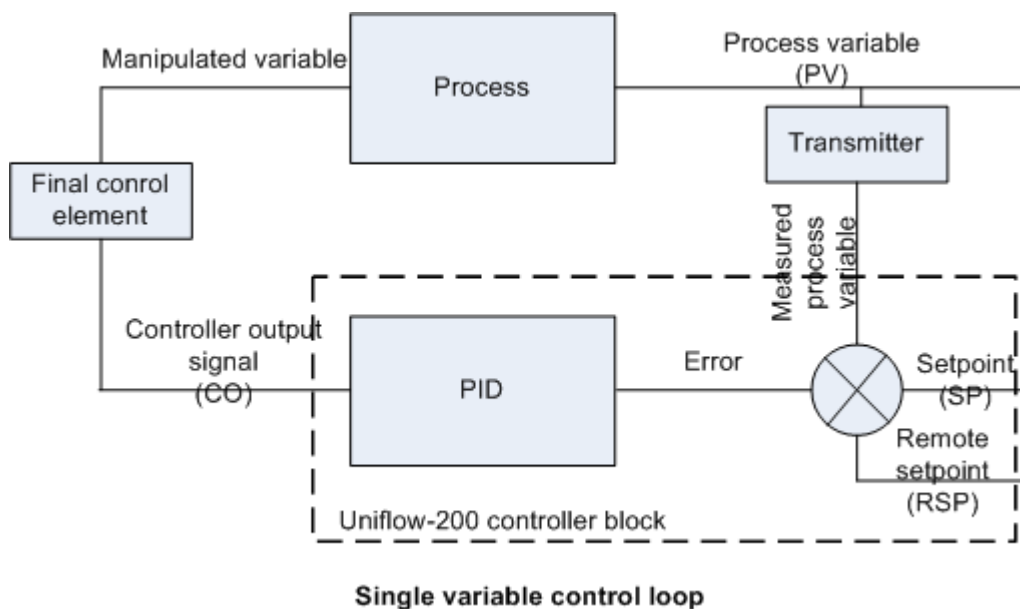 Manipulated variable
Process
Process variable
(PV)
Transmitter
Final conrol
element
Measured
process
variable
Controller output
signal
(CO)
PID
Error
Setpoint
(SP)
Remote
setpoint
(RSP)
Uniflow-200 controller block
Single variable control loop